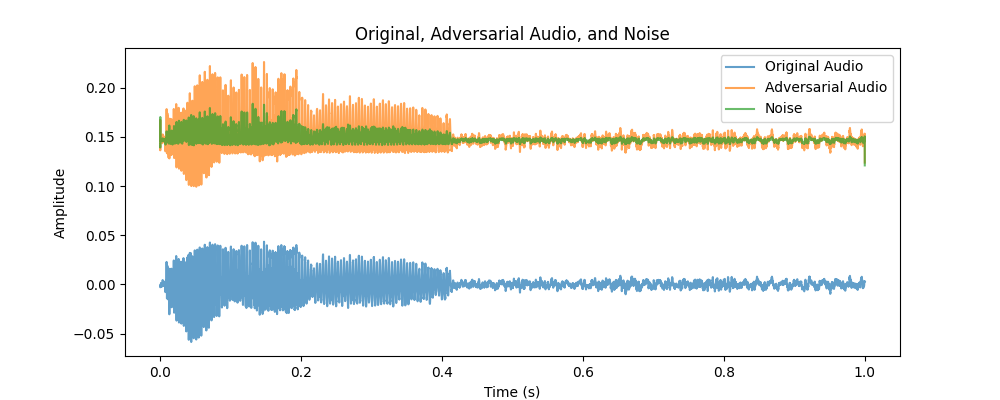 Original, Adversarial Audio, and Noise
Original Audio
Adversarial Audio
Noise
Amplitude
0.20
0.15
0.10
0.05
0.00
−0.05
0.0 0.2 0.4 0.6 0.8 1.0
Time (s)